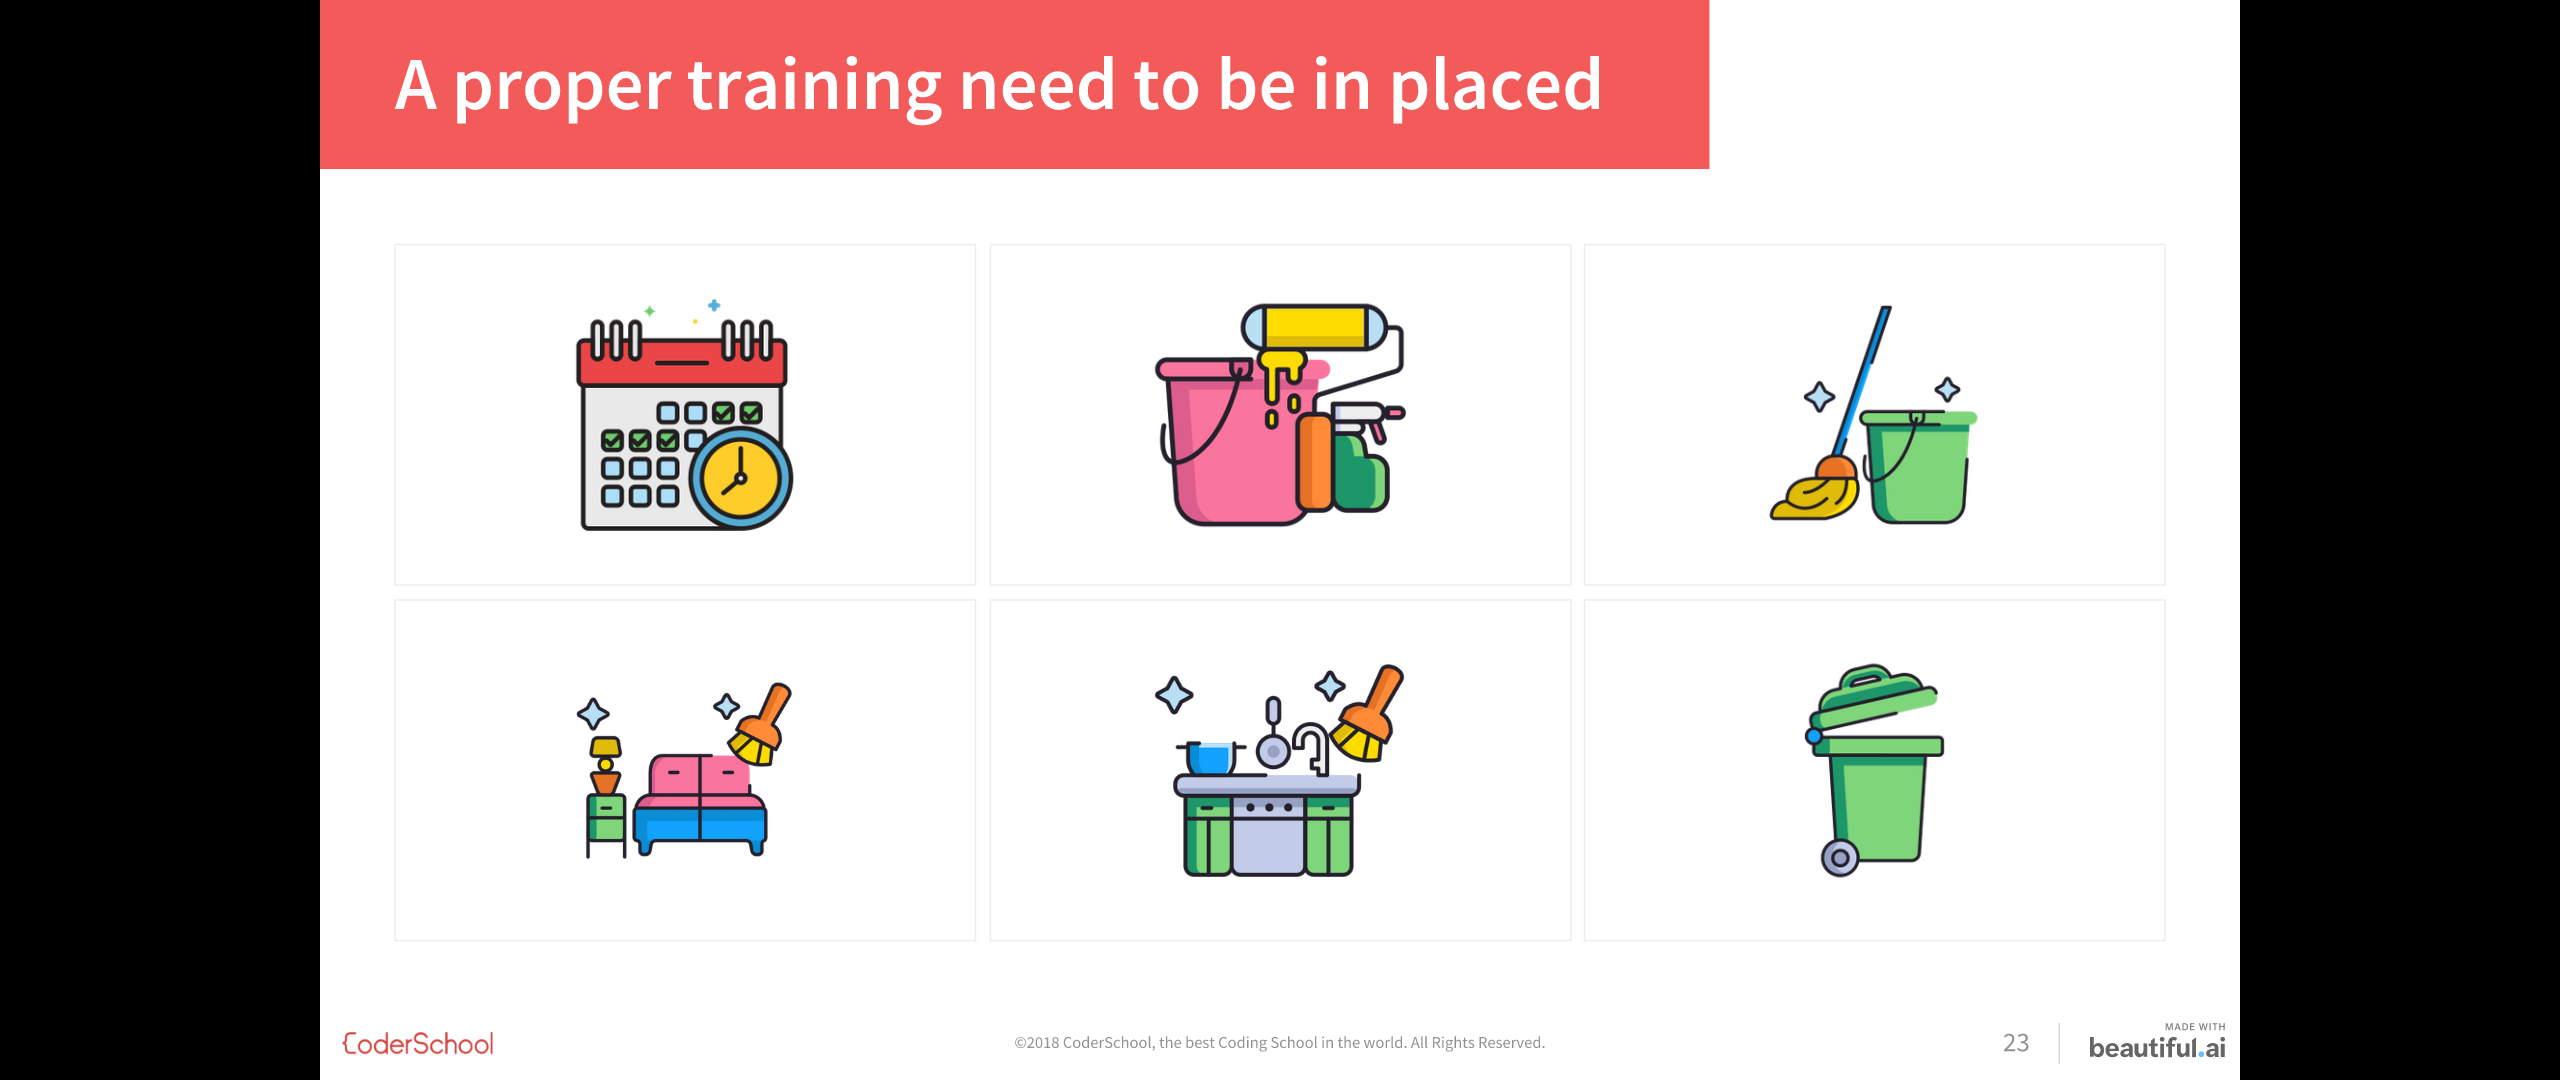 A proper training need to be in placed
CoderSchool
©2018 CoderSchool, the best Coding School in the world. All Rights Reserved.
23
MADE WITH
beautiful.ai